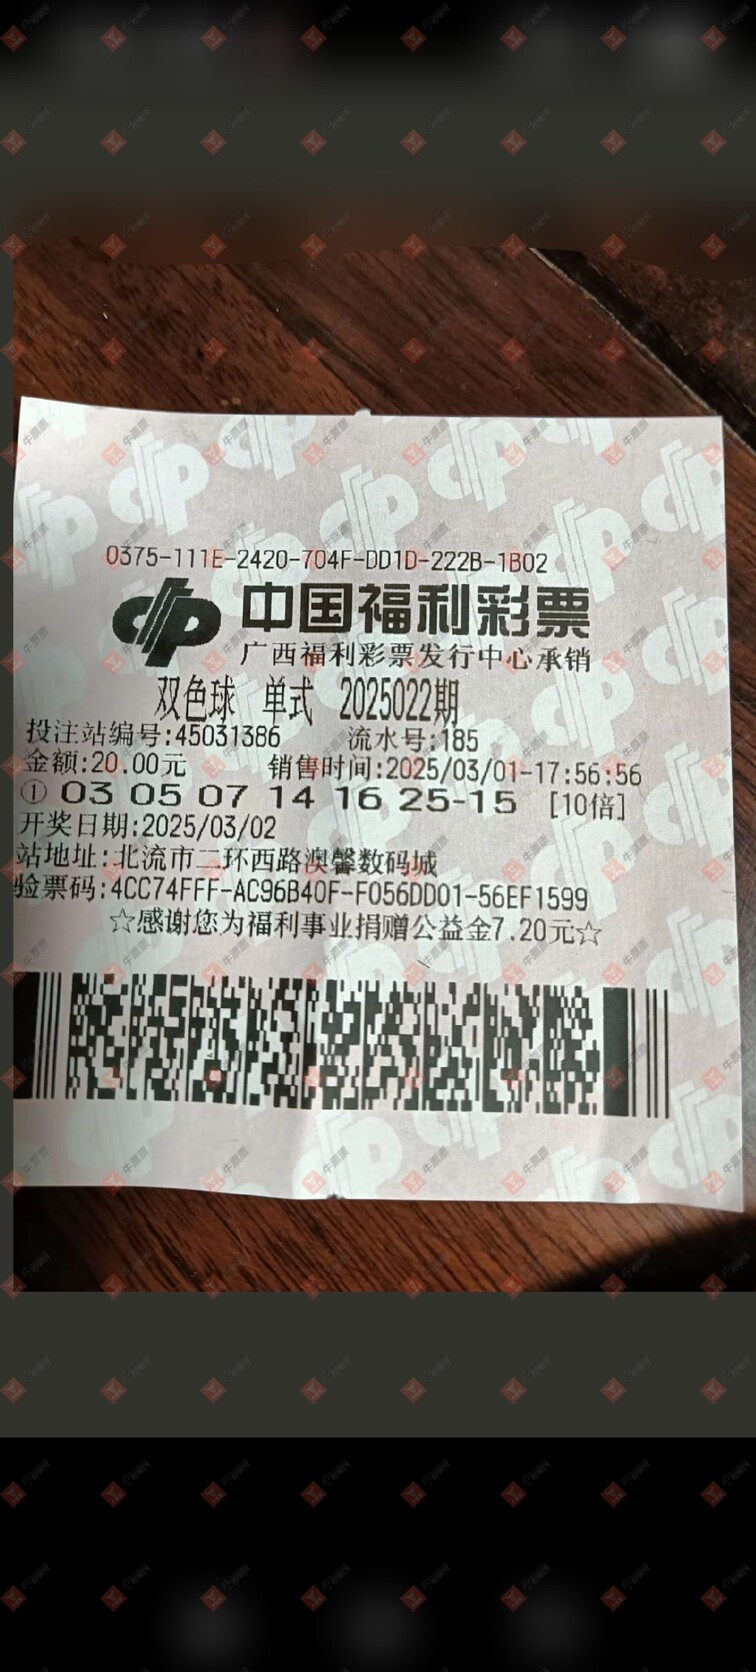 0375-111E-2420-704F-DD1D-222B-1B02
中国福利彩票
广西福利彩票发行中心承销
双色球 单式 2025022期
投注站编号:45031386 流水号:185
金额:20.00元 销售时间:2025/03/01-17:56:56
① 03 05 07 14 16 25-15 [10倍]
开奖日期:2025/03/02
站地址:北流市二环西路澳馨数码城
验票码:4CC74FFF-AC96B40F-F056DD01-56EF1599
☆感谢您为福利事业捐赠公益金7.20元☆